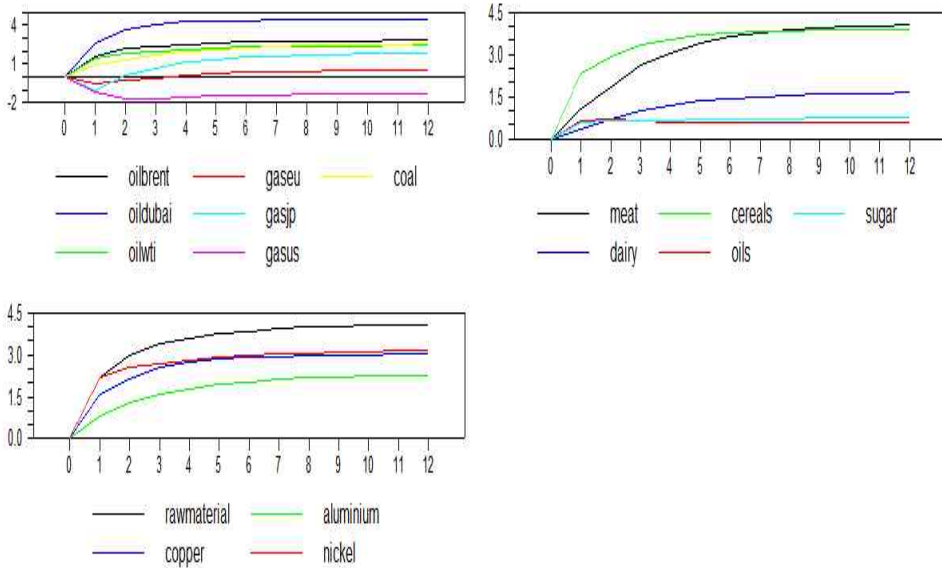 4
1
-2
0 1 2 3 4 5 6 7 8 9 10 11 12
oilbrent gaseu coal
oildubai gasjp
oilwti gasus
4.5
3.0
1.5
0.0
0 1 2 3 4 5 6 7 8 9 10 11 12
meat cereals sugar
dairy oils
4.5
3.0
1.5
0.0
0 1 2 3 4 5 6 7 8 9 10 11 12
rawmaterial aluminium
copper nickel